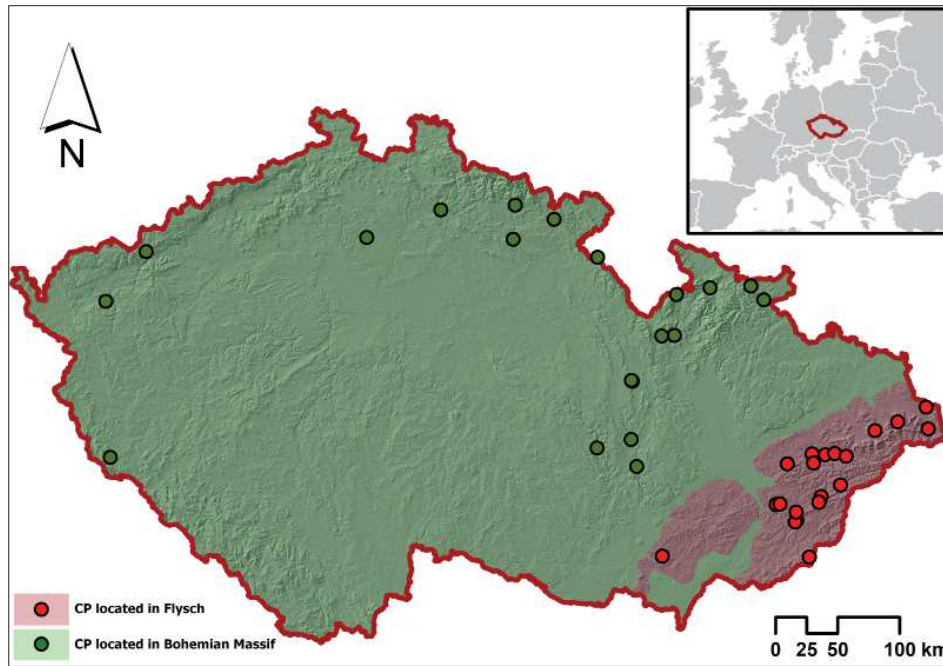 N
CP located in Flysch
CP located in Bohemian Massif
0 25 50 100 km